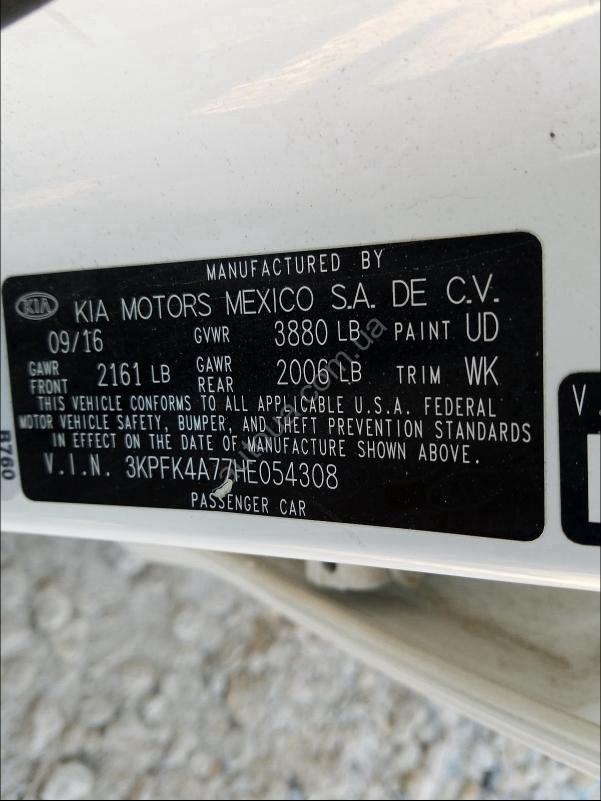 MANUFACTURED BY
KIA KIA MOTORS MEXICO S.A. DE C.V.
09/16 GVWR 3880 LB PAINT UD
GAWR FRONT 2161 LB GAWR REAR 2006 LB TRIM WK
THIS VEHICLE CONFORMS TO ALL APPLICABLE U.S.A. FEDERAL
MOTOR VEHICLE SAFETY, BUMPER, AND THEFT PREVENTION STANDARDS
IN EFFECT ON THE DATE OF MANUFACTURE SHOWN ABOVE.
V.I.N. 3KPFK4A77HE054308
PASSENGER CAR
B760
V.